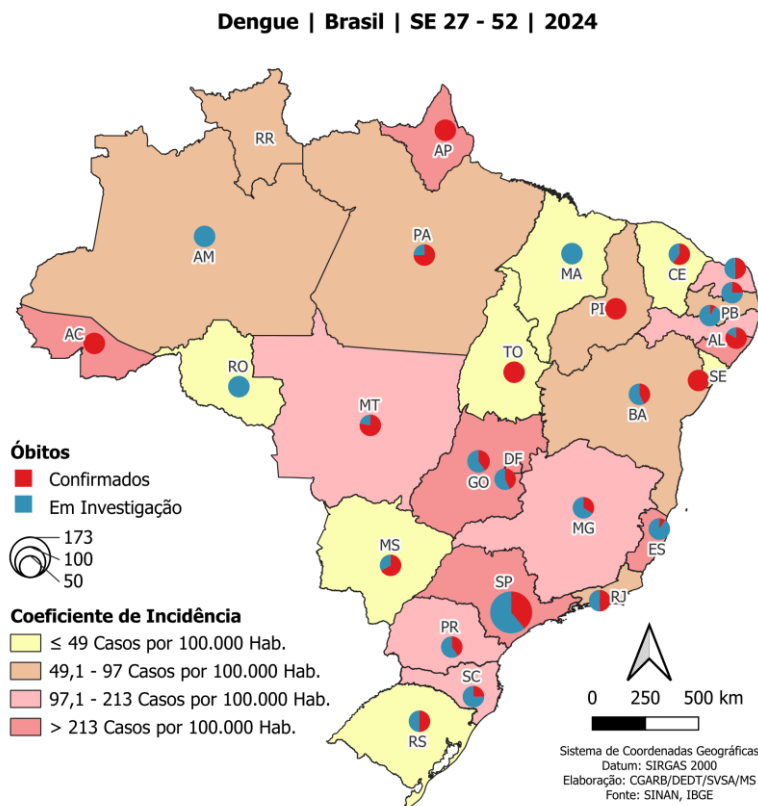 Dengue | Brasil | SE 27 - 52 | 2024
RR
AP
AM
PA
MA
CE
PB
PI
AL
AC
TO
SE
RO
MT
BA
DF
GO
MG
ES
MS
SP
RJ
PR
SC
RS
Óbitos
Confirmados
Em Investigação
173
100
50
Coeficiente de Incidência
≤ 49 Casos por 100.000 Hab.
49,1 - 97 Casos por 100.000 Hab.
97,1 - 213 Casos por 100.000 Hab.
> 213 Casos por 100.000 Hab.
0 250 500 km
Sistema de Coordenadas Geográficas
Datum: SIRGAS 2000
Elaboração: CGARB/DEDT/SVSA/MS
Fonte: SINAN, IBGE